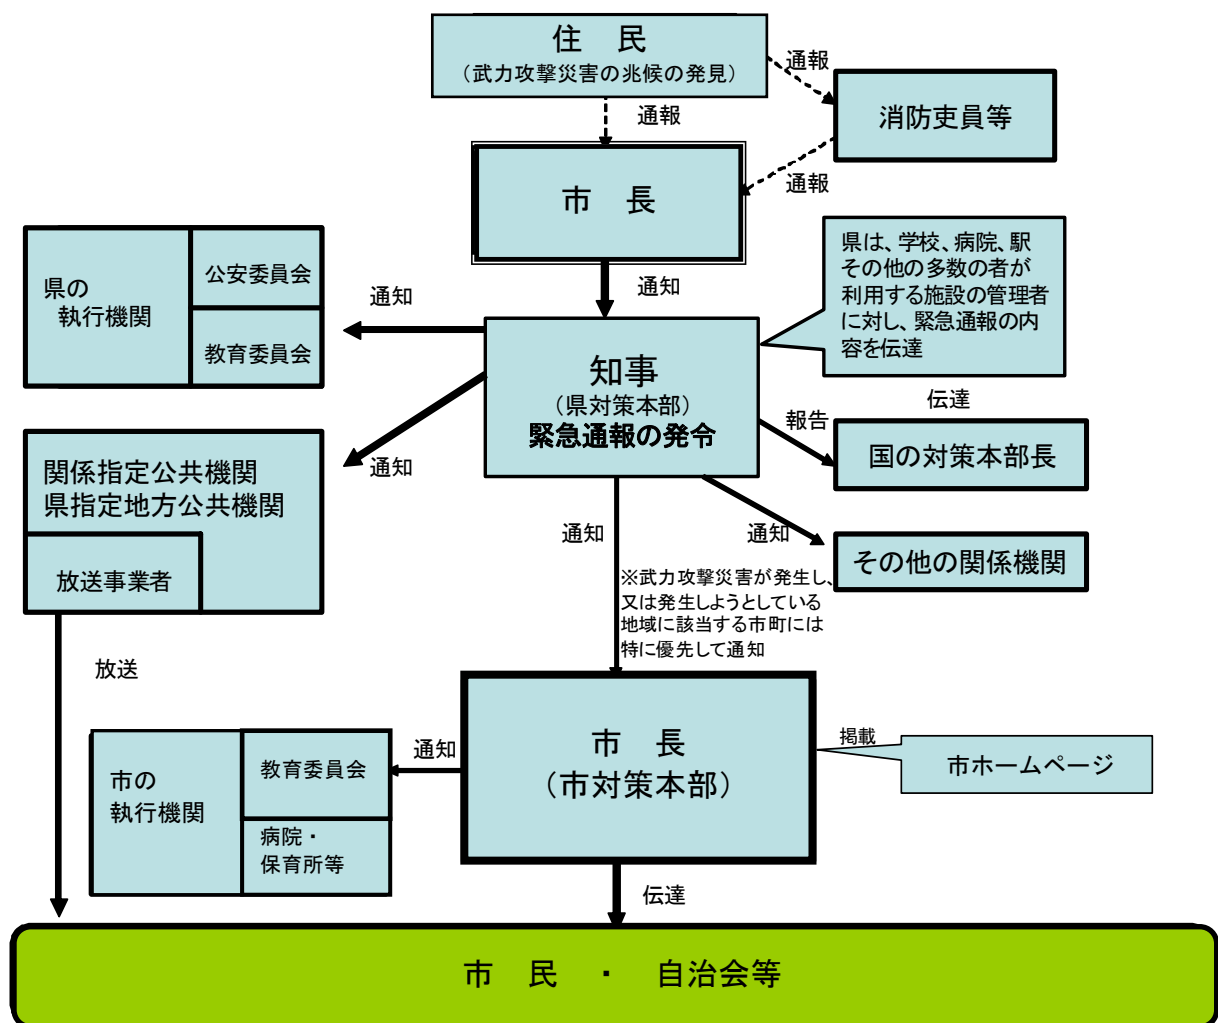 住　民
（武力攻撃災害の兆候の発見）
通報
通報
消防吏員等
通報
市　長
通知
県は、学校、病院、駅
その他の多数の者が
利用する施設の管理者
に対し、緊急通報の内
容を伝達
県の
執行機関
公安委員会
教育委員会
通知
知事
（県対策本部）
緊急通報の発令
伝達
報告
国の対策本部長
関係指定公共機関
県指定地方公共機関
放送事業者
通知
通知
通知
その他の関係機関
※武力攻撃災害が発生し、
又は発生しようとしている
地域に該当する市町には
特に優先して通知
放送
市　長
（市対策本部）
掲載
市ホームページ
通知
市の
執行機関
教育委員会
病院・
保育所等
伝達
市　民　・　自治会等